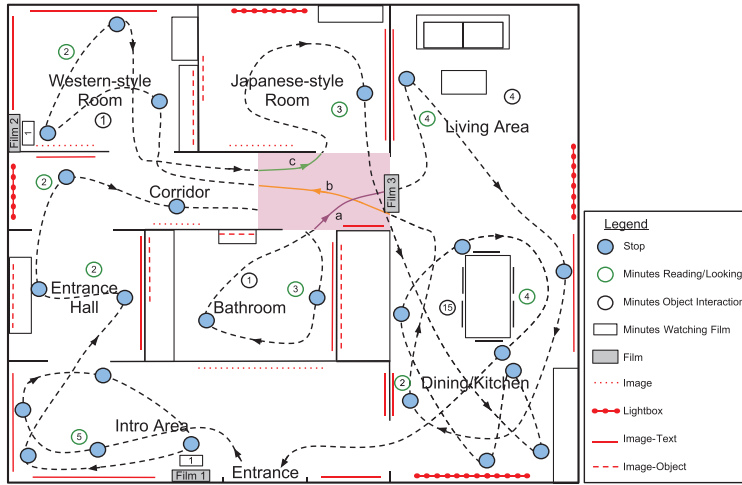 2
Western-style
Room
1
Film 2
1
Japanese-style
Room
3
4
4
Living Area
c
b
a
Film 3
2
Corridor
2
Entrance
Hall
1
3
Bathroom
15
4
2
Dining/Kitchen
Intro Area
5
1
Film 1
Entrance
Legend
Stop
Minutes Reading/Looking
Minutes Object Interaction
Minutes Watching Film
Film
Image
Lightbox
Image-Text
Image-Object